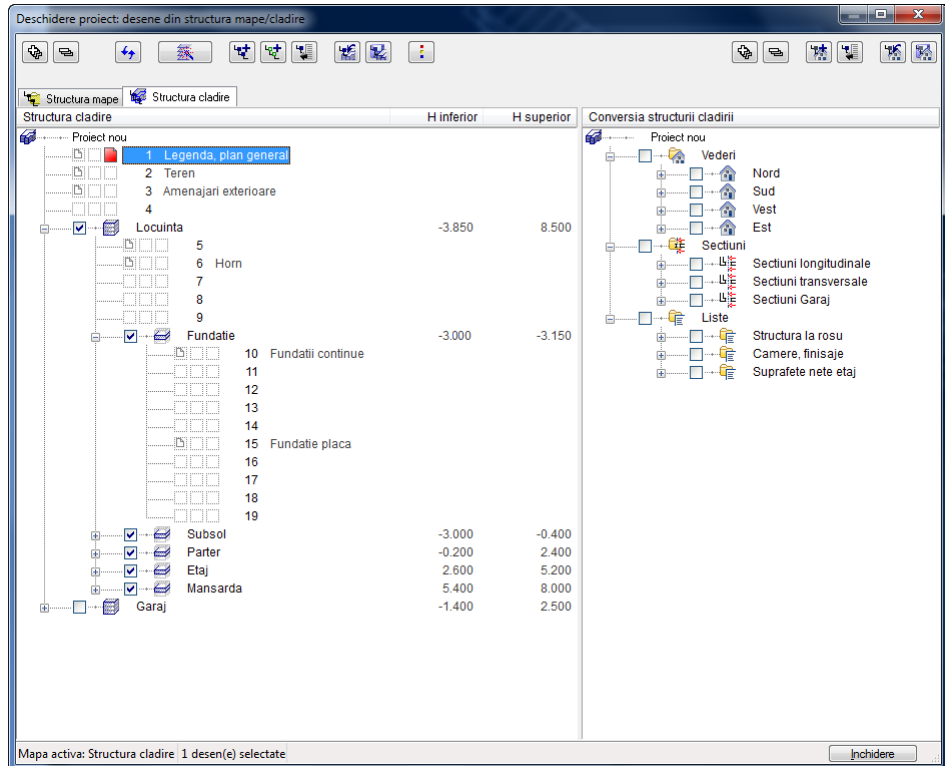 Deschidere proiect: desene din structura mape/cladire
Structura mape Structura cladire
Structura cladire H inferior H superior Conversia structurii cladirii
Proiect nou
1 Legenda, plan general
2 Teren
3 Amenajari exterioare
4
Locuinta -3.850 8.500
5
6 Horn
7
8
9
Fundatie -3.000 -3.150
10 Fundatii continue
11
12
13
14
15 Fundatie placa
16
17
18
19
Subsol -3.000 -0.400
Parter -0.200 2.400
Etaj 2.600 5.200
Mansarda 5.400 8.000
Garaj -1.400 2.500
Proiect nou
Vederi
Nord
Sud
Vest
Est
Sectiuni
Sectiuni longitudinale
Sectiuni transversale
Sectiuni Garaj
Liste
Structura la rosu
Camere, finisaje
Suprafete nete etaj
Mapa activa: Structura cladire 1 desen(e) selectate Inchidere